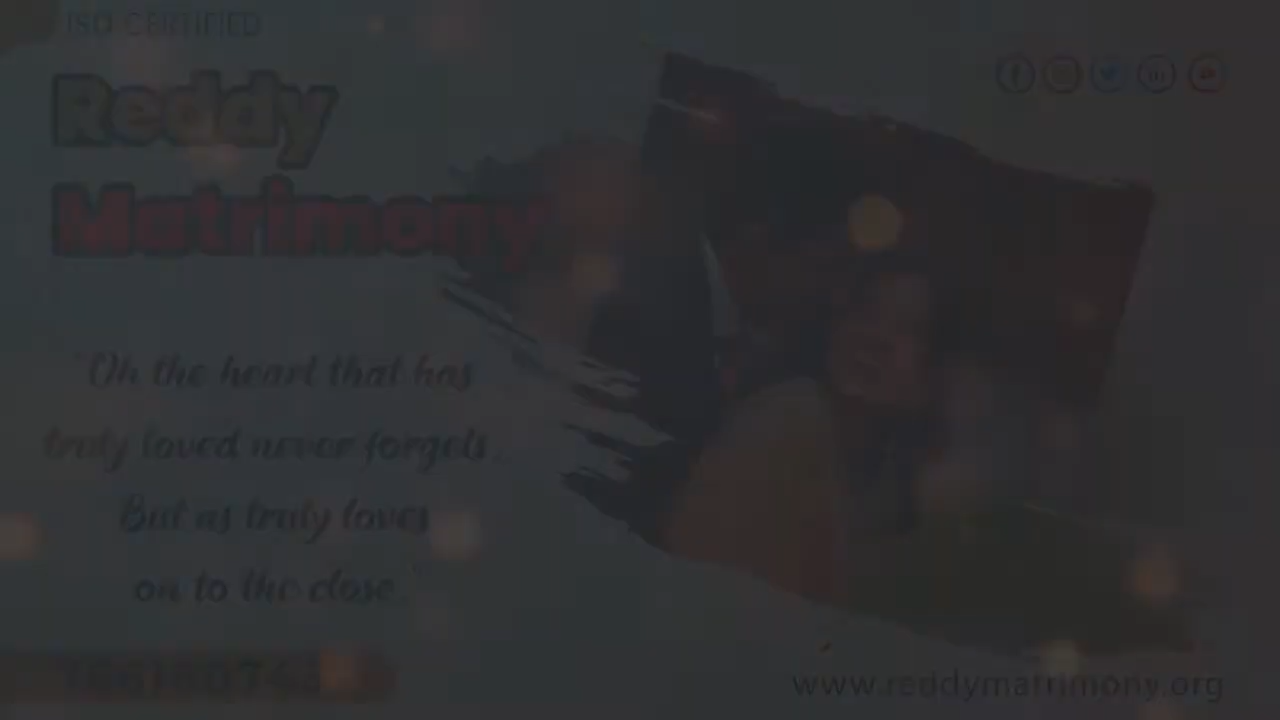 ISO CERTIFIED
Reddy
Matrimony
Oh the heart that has
truly loved never forgets
But as truly loves
on to the close
www.reddymatrimony.org